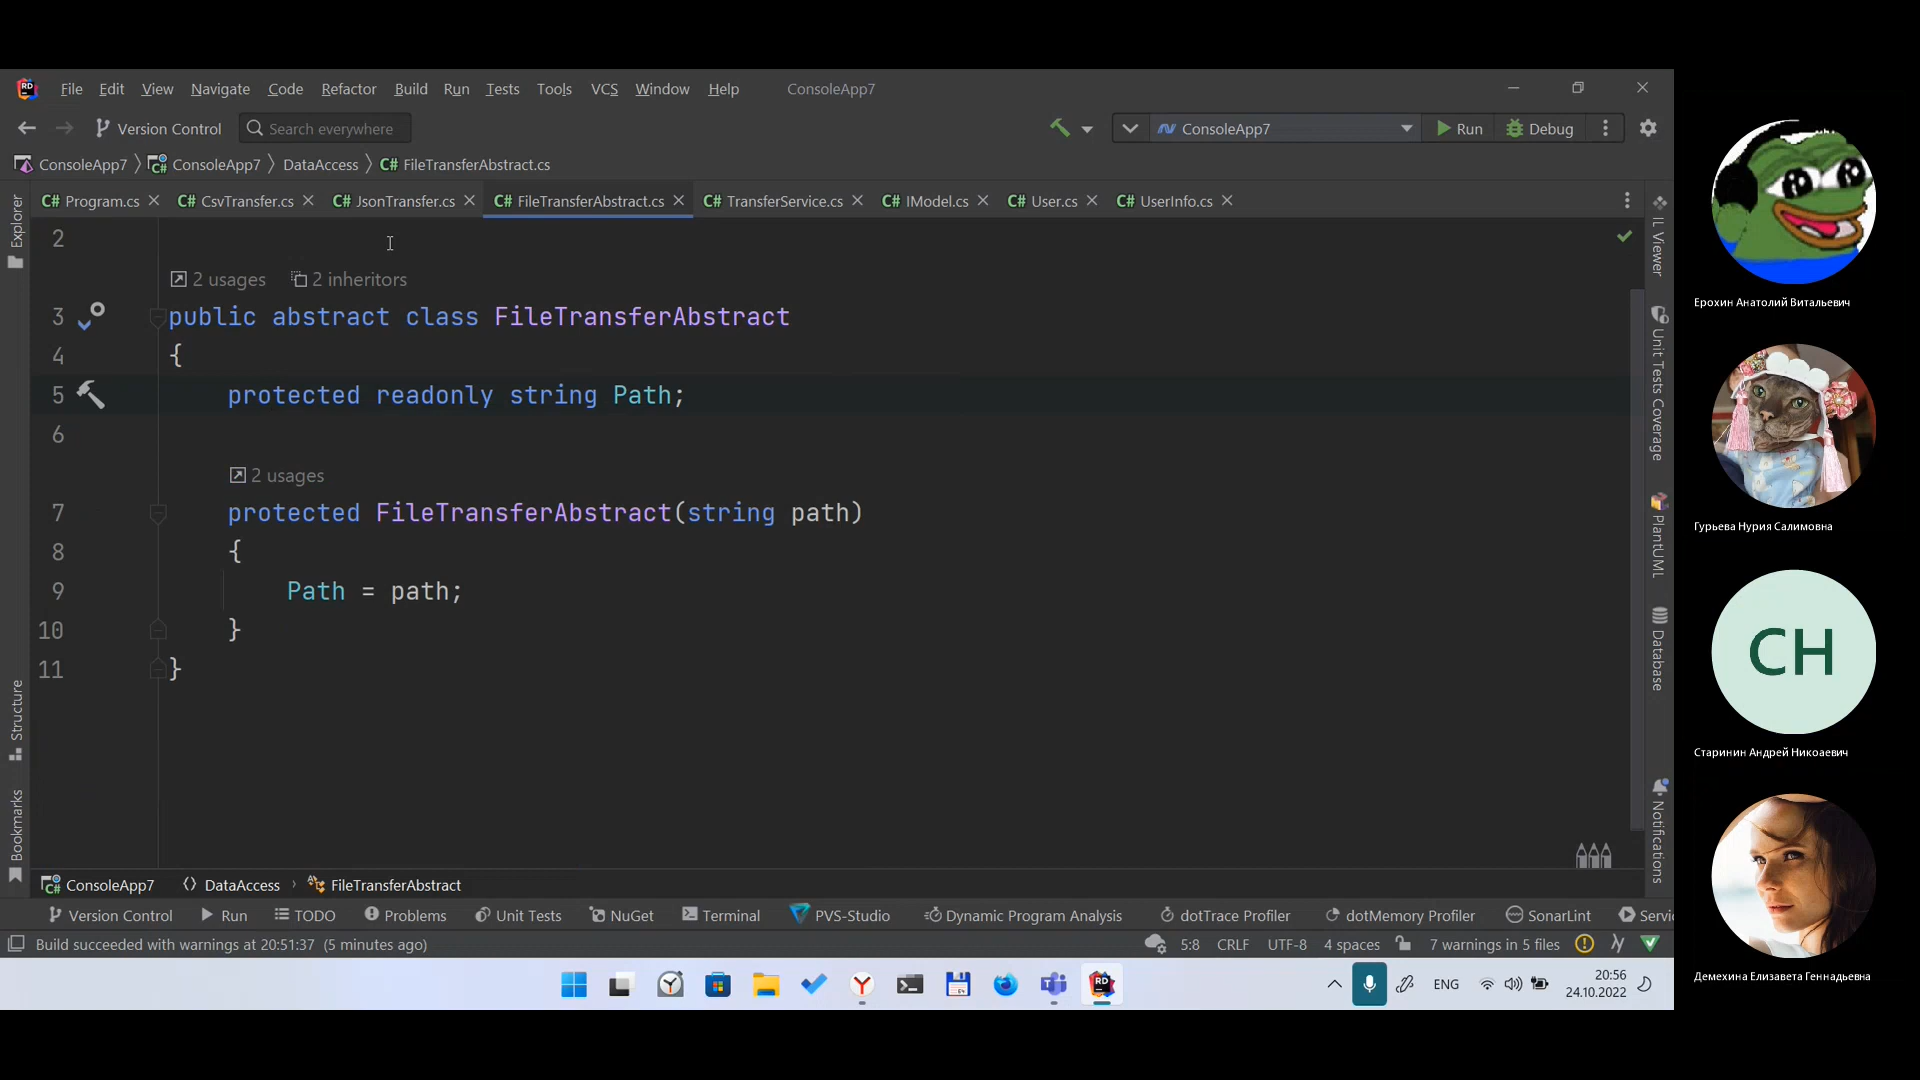 RD File Edit View Navigate Code Refactor Build Run Tests Tools VCS Window Help ConsoleApp7
Version Control Search everywhere ConsoleApp7 Run Debug
ConsoleApp7 ConsoleApp7 DataAccess C# FileTransferAbstract.cs
C# Program.cs C# CsvTransfer.cs C# JsonTransfer.cs C# FileTransferAbstract.cs C# TransferService.cs C# IModel.cs C# User.cs C# UserInfo.cs
Explorer
Structure
Bookmarks
2
2 usages 2 inheritors
3 public abstract class FileTransferAbstract
4 {
5 protected readonly string Path;
6
2 usages
7 protected FileTransferAbstract(string path)
8 {
9 Path = path;
10 }
11 }
IL Viewer
Unit Tests Coverage
PlantUML
Database
Notifications
ConsoleApp7 DataAccess FileTransferAbstract
Version Control Run TODO Problems Unit Tests NuGet Terminal PVS-Studio Dynamic Program Analysis dotTrace Profiler dotMemory Profiler SonarLint Servi
Build succeeded with warnings at 20:51:37 (5 minutes ago) 5:8 CRLF UTF-8 4 spaces 7 warnings in 5 files
ENG 20:56
24.10.2022
Ерохин Анатолий Витальевич
Гурьева Нурия Салимовна
СН
Старинин Андрей Никоаевич
Демехина Елизавета Геннадьевна